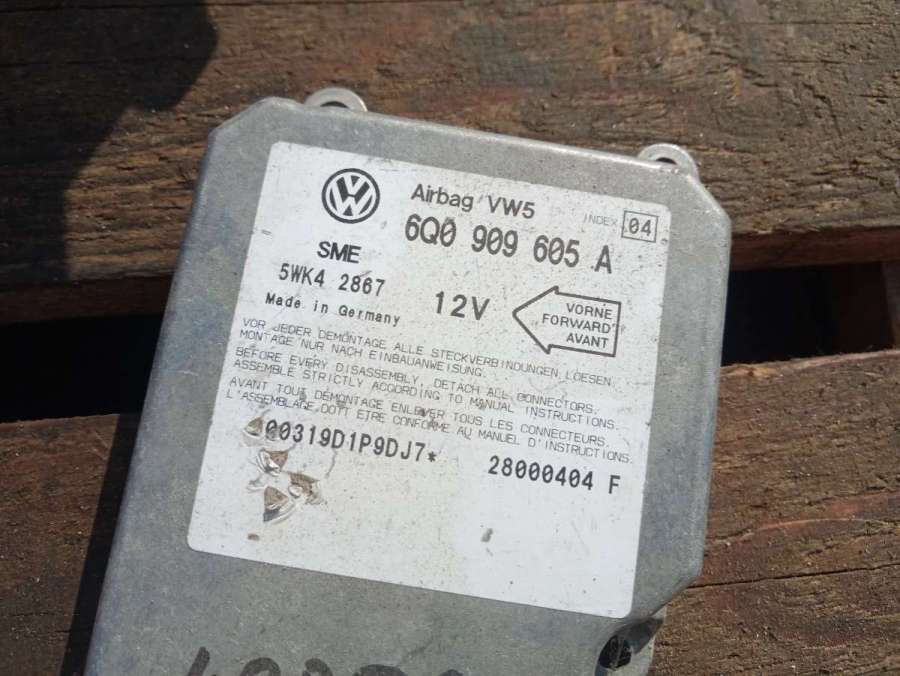 Airbag VW5
INDEX 04
6Q0 909 605 A
SME
5WK4 2867
Made in Germany
12V
VORNE
FORWARD
AVANT
VOR JEDER DEMONTAGE ALLE STECKVERBINDUNGEN LOESEN.
MONTAGE NUR NACH EINBAUANWEISUNG.
BEFORE EVERY DISASSEMBLY, DETACH ALL CONNECTORS.
ASSEMBLE STRICTLY ACCORDING TO MANUAL INSTRUCTIONS.
AVANT TOUT DEMONTAGE ENLEVER TOUS LES CONNECTEURS.
L'ASSEMBLAGE DOIT ETRE CONFORME AU MANUEL D'INSTRUCTIONS.
00319D1P9DJ7*
28000404 F